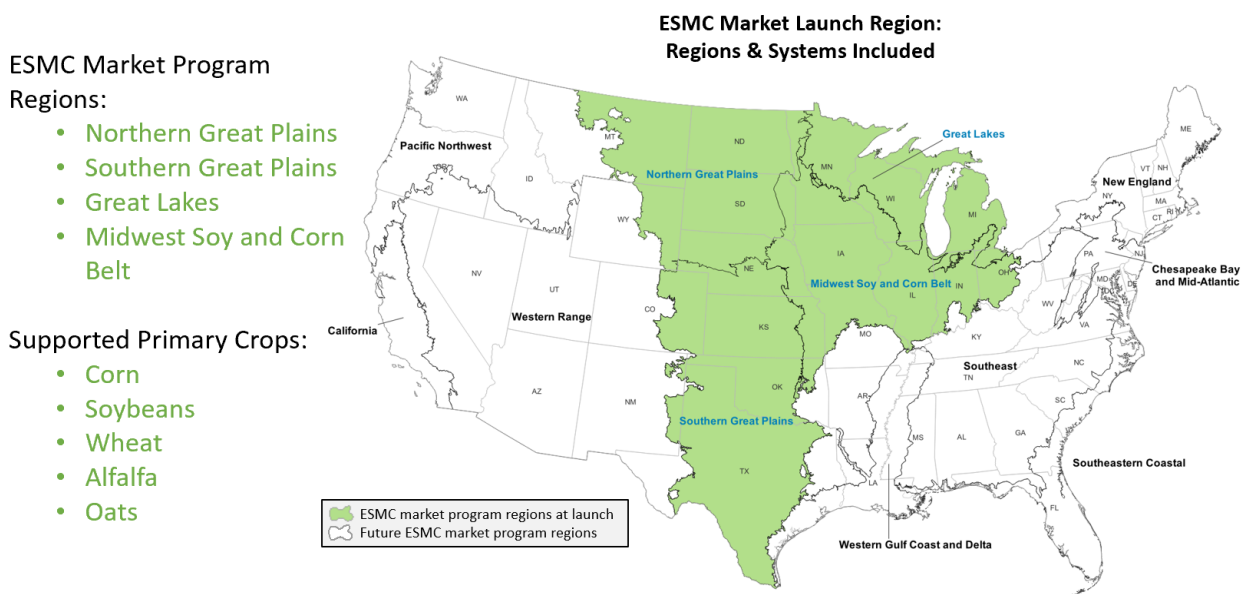 ESMC Market Launch Region:
Regions & Systems Included
ESMC Market Program
Regions:
• Northern Great Plains
• Southern Great Plains
• Great Lakes
• Midwest Soy and Corn
Belt
Supported Primary Crops:
• Corn
• Soybeans
• Wheat
• Alfalfa
• Oats
WA
Pacific Northwest
OR
ID
MT
ND
Northern Great Plains
SD
WY
MN
Great Lakes
WI
MI
ME
VT
NH
New England
NY
MA
CT
RI
NV
UT
CO
Western Range
California
AZ
NM
NE
IA
Midwest Soy and Corn Belt
IL
IN
OH
PA
NJ
Chesapeake Bay
and Mid-Atlantic
MD
DE
DC
WV
VA
KS
MO
KY
Southeast
TN
NC
OK
AR
SC
Southern Great Plains
MS
AL
GA
TX
LA
Southeastern Coastal
FL
Western Gulf Coast and Delta
ESMC market program regions at launch
Future ESMC market program regions